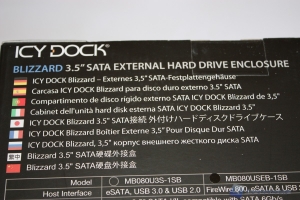 ICY DOCK
BLIZZARD 3.5" SATA EXTERNAL HARD DRIVE ENCLOSURE
ICY DOCK Blizzard – Externes 3,5" SATA-Festplattengehäuse
Carcasa ICY DOCK Blizzard para disco duro externo 3.5" SATA
Compartimento de disco rigido externo SATA ICY DOCK Blizzard de 3,5"
Cabinet dell'unità hard disk esterna SATA ICY DOCK Blizzard da 3.5"
ICY DOCK Blizzard 3.5" SATA接続 外付けハードディスクドライブケース
ICY DOCK Blizzard Boitier Externe 3,5" Pour Disque Dur SATA
ICY DOCK Blizzard, 3,5" корпус внешнего жесткого диска SATA
繁中 Blizzard 3.5" SATA硬碟外接盒
簡中 Blizzard 3.5" SATA硬盘外接盒
Model MB080U3S-1SB MB080USEB-1SB
Host Interface eSATA, USB 3.0 & USB 2.0 FireWire 800, eSATA &